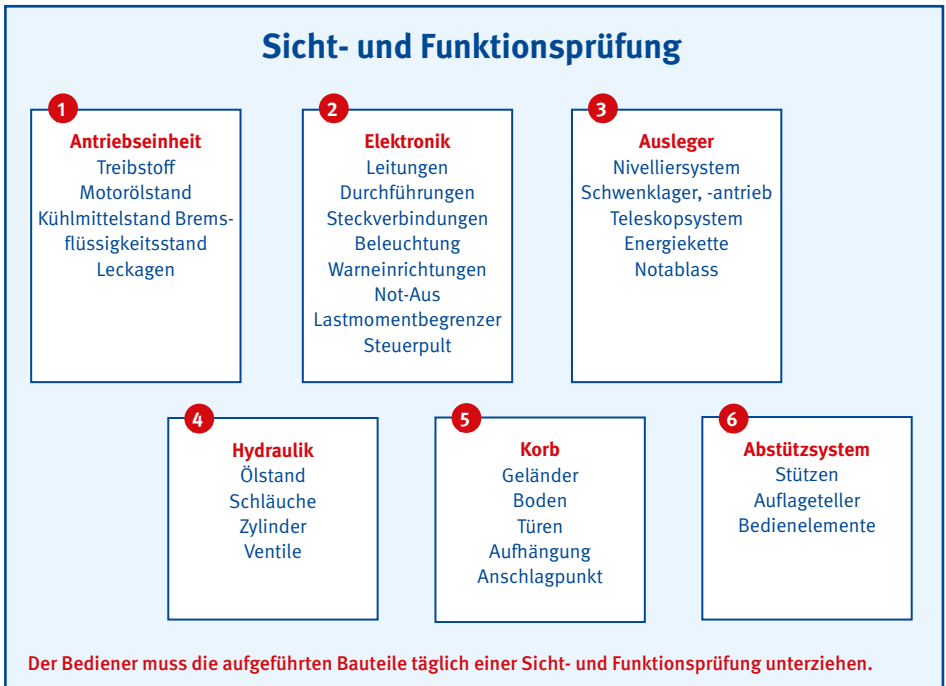 Sicht- und Funktionsprüfung
1
Antriebseinheit
Treibstoff
Motorölstand
Kühlmittelstand Brems-
flüssigkeitsstand
Leckagen
2
Elektronik
Leitungen
Durchführungen
Steckverbindungen
Beleuchtung
Warneinrichtungen
Not-Aus
Lastmomentbegrenzer
Steuerpult
3
Ausleger
Nivelliersystem
Schwenklager, -antrieb
Teleskopsystem
Energiekette
Notablass
4
Hydraulik
Ölstand
Schläuche
Zylinder
Ventile
5
Korb
Geländer
Boden
Türen
Aufhängung
Anschlagpunkt
6
Abstützsystem
Stützen
Auflageteller
Bedienelemente
Der Bediener muss die aufgeführten Bauteile täglich einer Sicht- und Funktionsprüfung unterziehen.